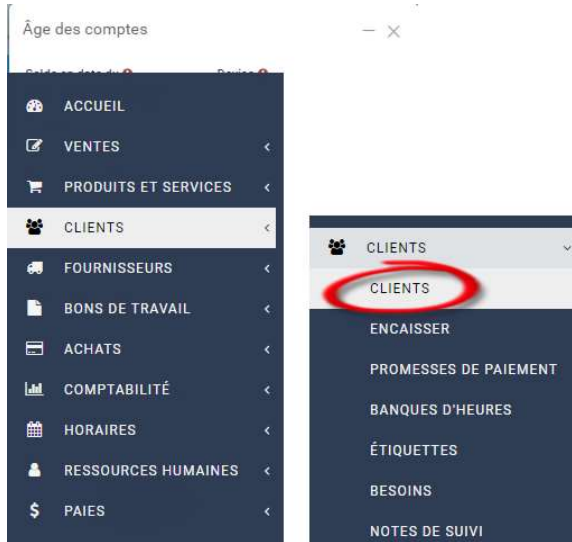 Âge des comptes
ACCUEIL
VENTES
PRODUITS ET SERVICES
CLIENTS
FOURNISSEURS
BONS DE TRAVAIL
ACHATS
COMPTABILITÉ
HORAIRES
RESSOURCES HUMAINES
PAIES
CLIENTS
CLIENTS
ENCAISSER
PROMESSES DE PAIEMENT
BANQUES D'HEURES
ÉTIQUETTES
BESOINS
NOTES DE SUIVI